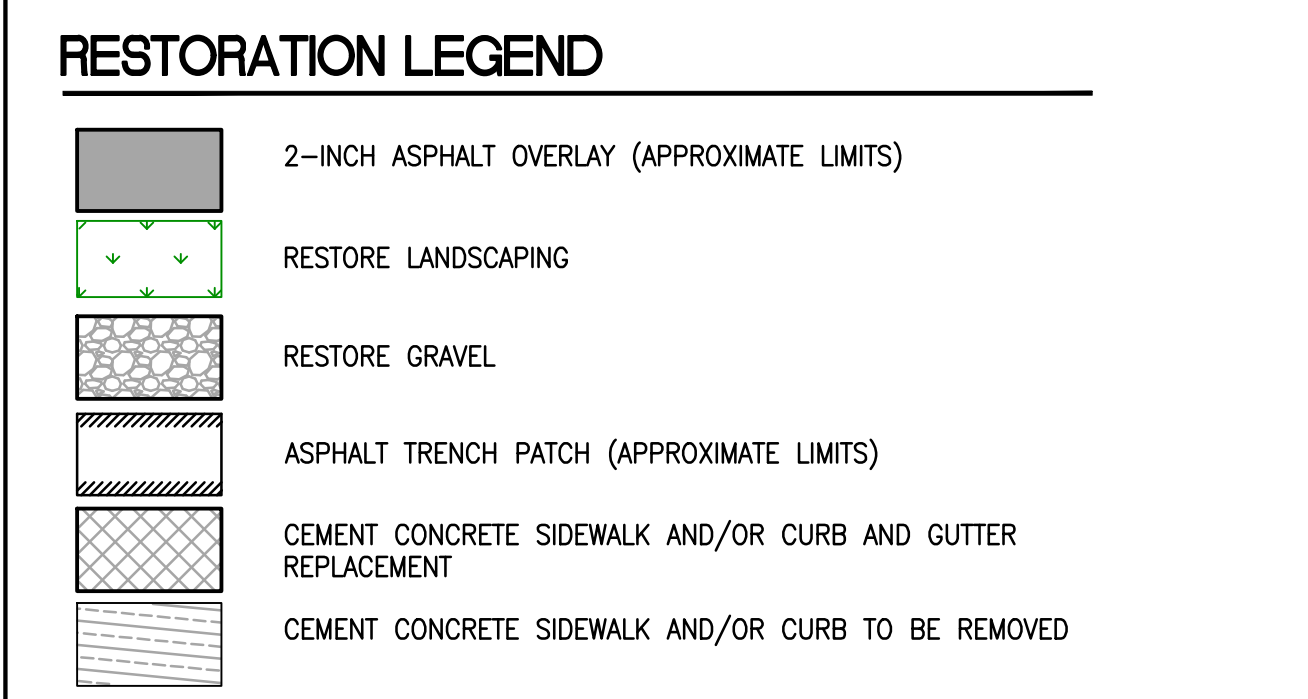 RESTORATION LEGEND
2-INCH ASPHALT OVERLAY (APPROXIMATE LIMITS)
RESTORE LANDSCAPING
RESTORE GRAVEL
ASPHALT TRENCH PATCH (APPROXIMATE LIMITS)
CEMENT CONCRETE SIDEWALK AND/OR CURB AND GUTTER
REPLACEMENT
CEMENT CONCRETE SIDEWALK AND/OR CURB TO BE REMOVED